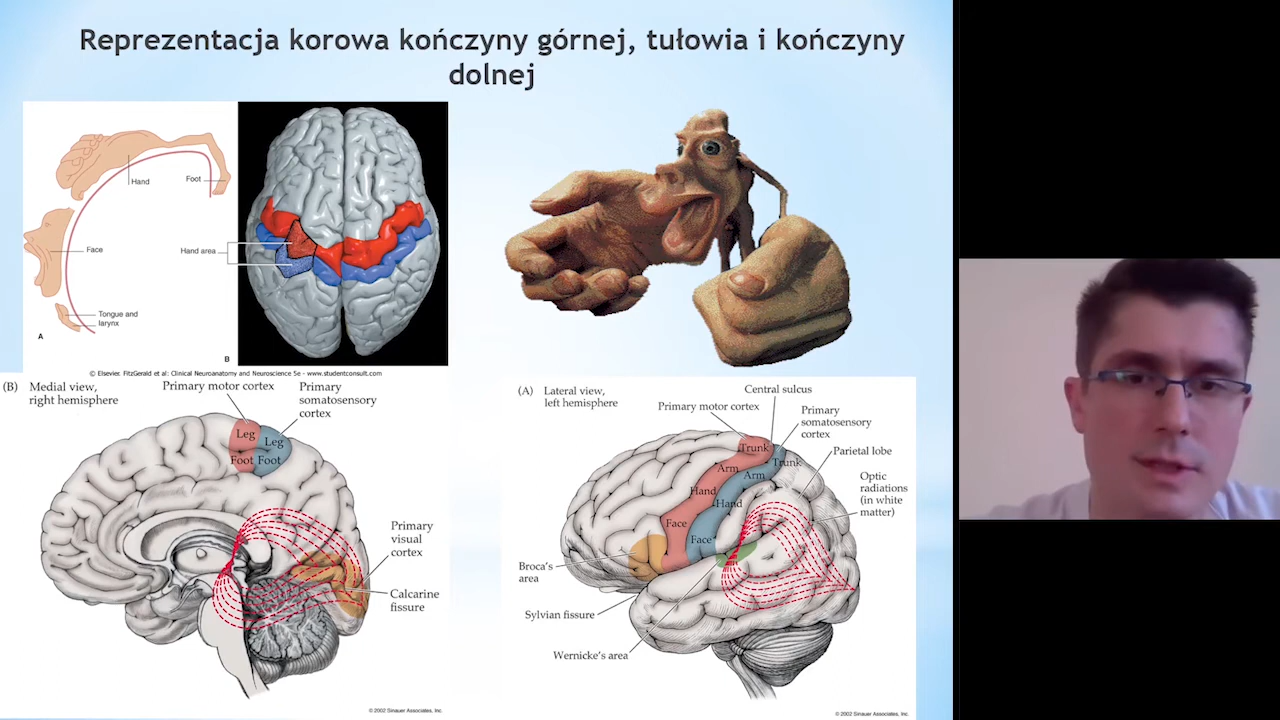 Reprezentacja korowa kończyny górnej, tułowia i kończyny
dolnej
Hand
Foot
Face
Hand area
Tongue and
larynx
A
B
© Elsevier. FitzGerald et al: Clinical Neuroanatomy and Neuroscience 5e - www.studentconsult.com
(B) Medial view,
right hemisphere
Primary motor cortex
Primary
somatosensory
cortex
Leg
Leg
Foot
Foot
Primary
visual
cortex
Calcarine
fissure
© 2002 Sinauer Associates, Inc.
(A) Lateral view,
left hemisphere
Central sulcus
Primary motor cortex
Primary
somatosensory
cortex
Parietal lobe
Optic
radiations
(in white
matter)
Trunk
Trunk
Arm
Arm
Hand
Hand
Face
Face
Broca's
area
Sylvian fissure
Wernicke's area
© 2002 Sinauer Associates, Inc.